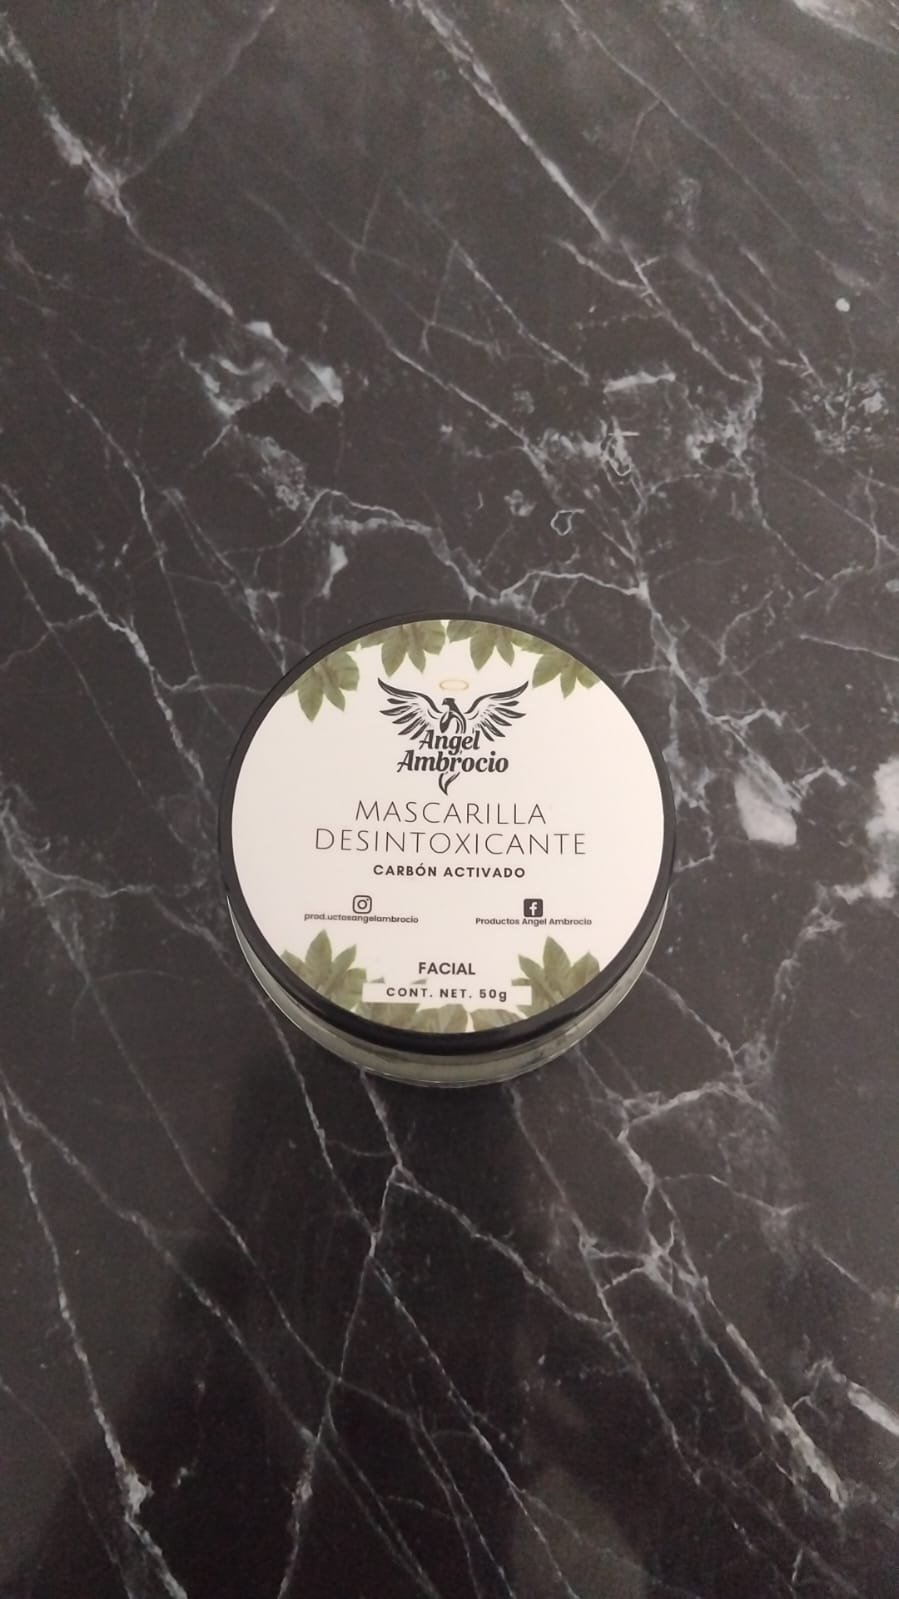 Angel
Ambrocio
MASCARILLA
DESINTOXICANTE
CARBÓN ACTIVADO
prod.uctosangelambrocio
Productos Angel Ambrocio
FACIAL
CONT. NET. 50g